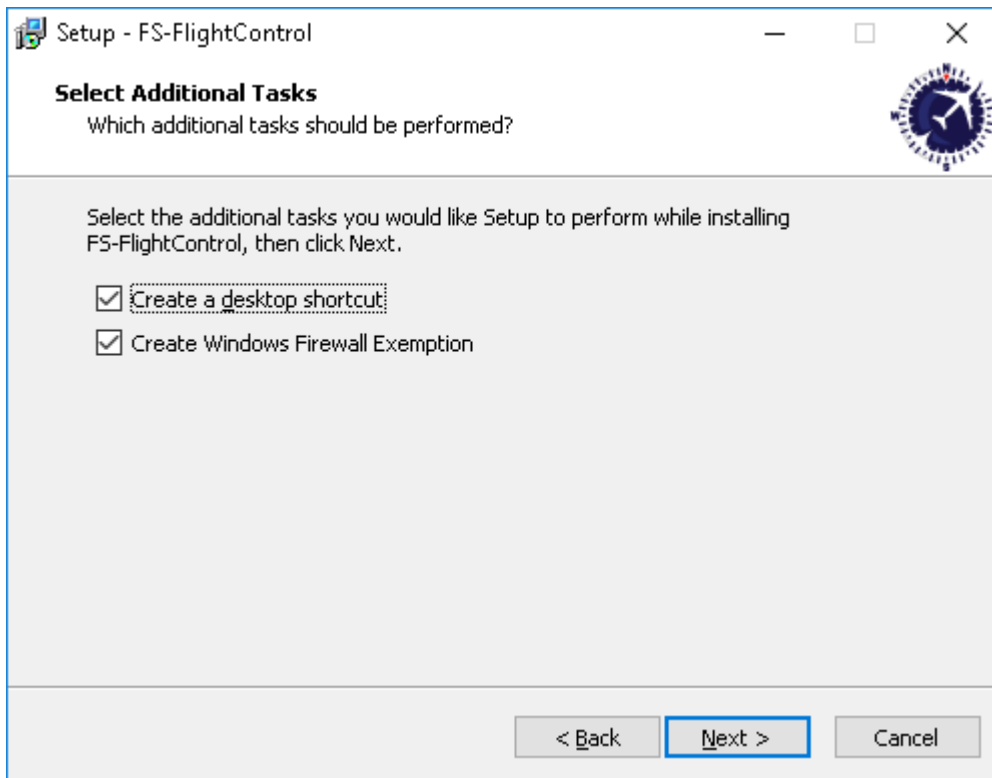 Setup - FS-FlightControl
Select Additional Tasks
Which additional tasks should be performed?
N
W
S
Select the additional tasks you would like Setup to perform while installing
FS-FlightControl, then click Next.
Create a desktop shortcut
Create Windows Firewall Exemption
< Back
Next >
Cancel